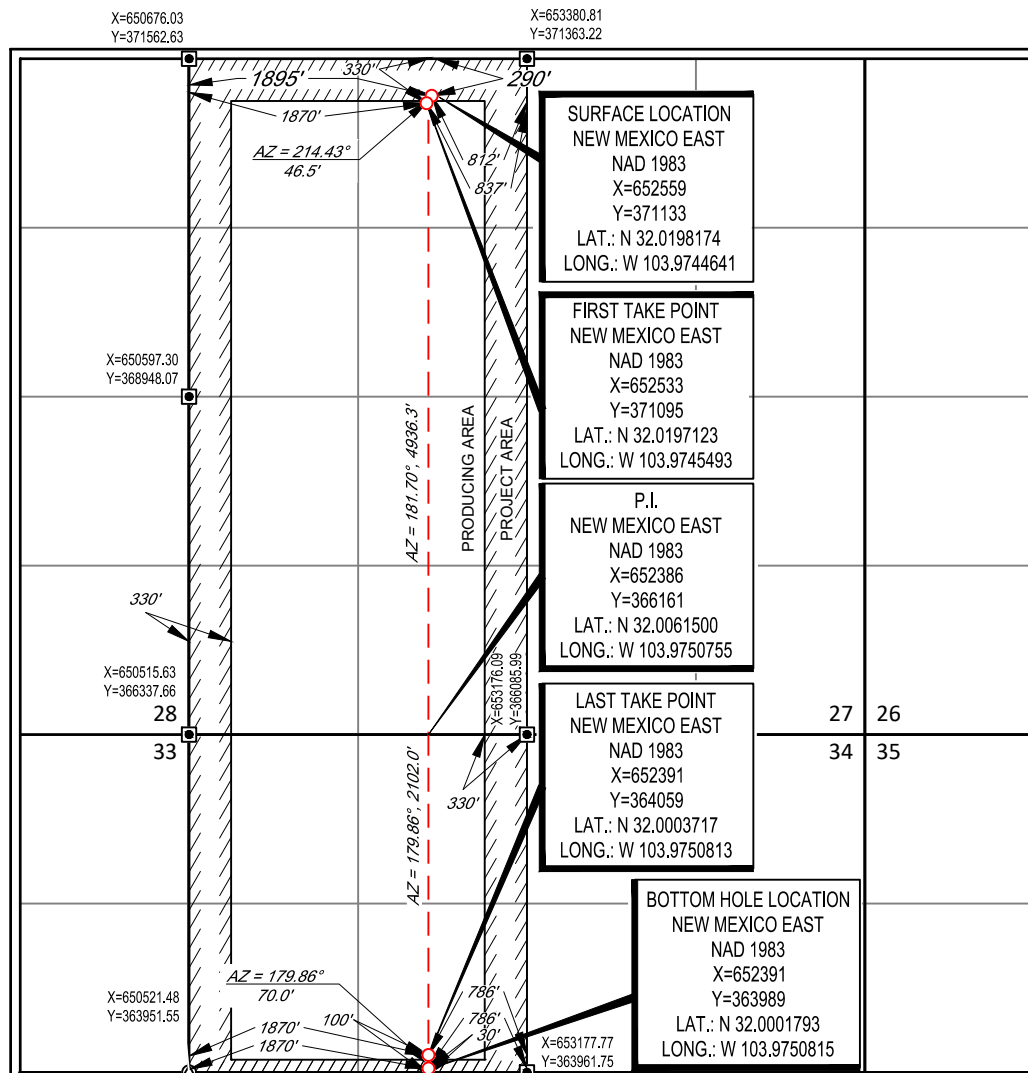 X=650676.03
Y=371562.63
X=653380.81
Y=371363.22
1895'
330'
290'
1870'
AZ = 214.43°
46.5'
812'
837'
SURFACE LOCATION
NEW MEXICO EAST
NAD 1983
X=652559
Y=371133
LAT.: N 32.0198174
LONG.: W 103.9744641
FIRST TAKE POINT
NEW MEXICO EAST
NAD 1983
X=652533
Y=371095
LAT.: N 32.0197123
LONG.: W 103.9745493
X=650597.30
Y=368948.07
AZ = 181.70°, 4936.3'
PRODUCING AREA
PROJECT AREA
P.I.
NEW MEXICO EAST
NAD 1983
X=652386
Y=366161
LAT.: N 32.0061500
LONG.: W 103.9750755
330'
X=650515.63
Y=366337.66
X=653176.09
Y=366085.99
28
33
27 26
34 35
330'
AZ = 179.86°, 2102.0'
LAST TAKE POINT
NEW MEXICO EAST
NAD 1983
X=652391
Y=364059
LAT.: N 32.0003717
LONG.: W 103.9750813
BOTTOM HOLE LOCATION
NEW MEXICO EAST
NAD 1983
X=652391
Y=363989
LAT.: N 32.0001793
LONG.: W 103.9750815
AZ = 179.86°
70.0'
X=650521.48
Y=363951.55
100'
1870'
1870'
786'
786'
30'
X=653177.77
Y=363961.75